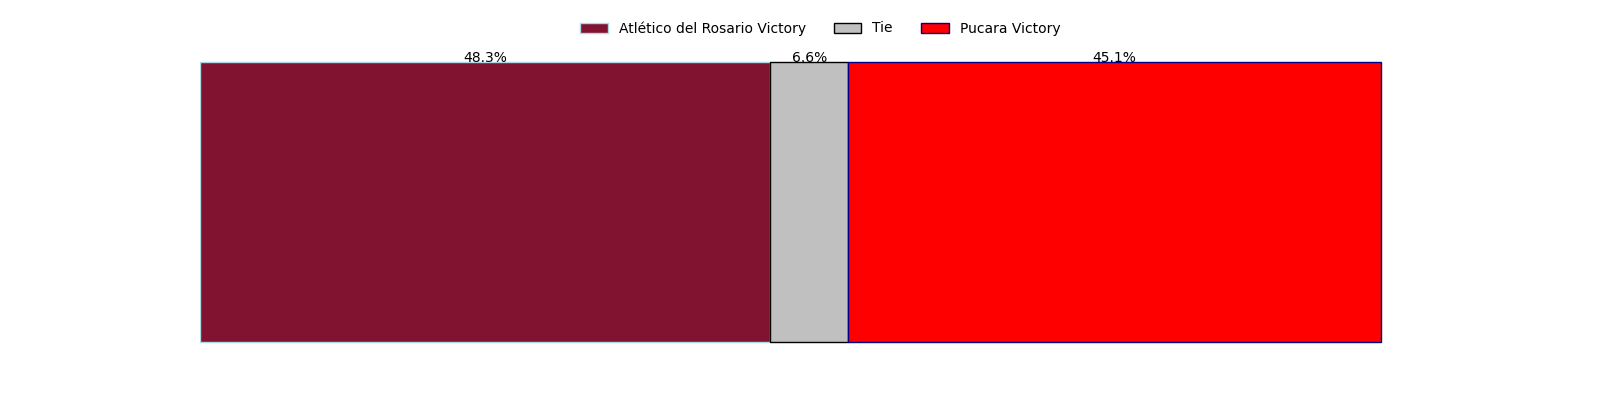 Atlético del Rosario Victory Tie Pucara Victory
48.3% 6.6% 45.1%